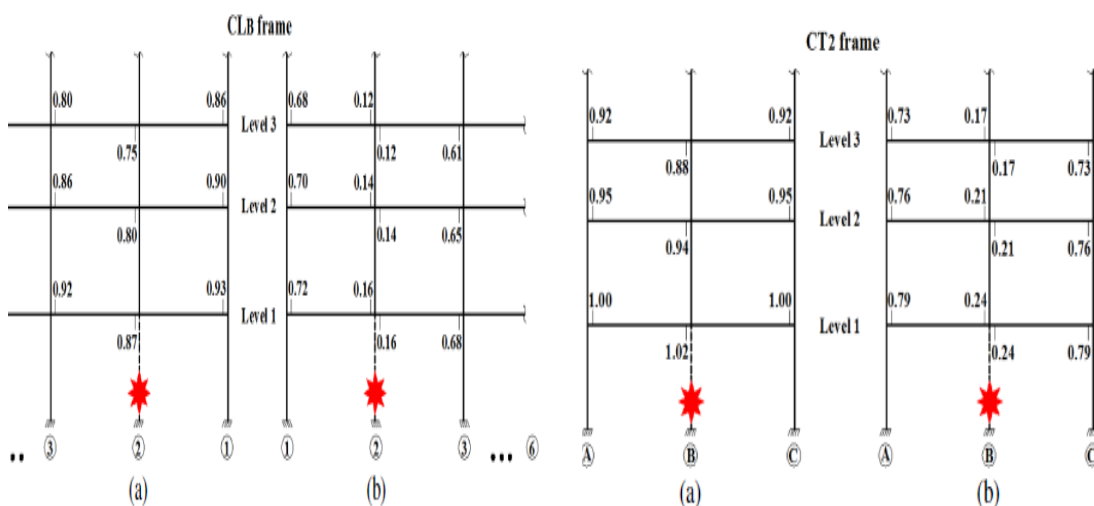 CLB frame
0.80 0.86 0.68 0.12
Level 3
0.75 0.12 0.61
0.86 0.90 0.70 0.14
Level 2
0.80 0.14 0.65
0.92 0.93 0.72 0.16
Level 1
0.87 0.16 0.68
.. 3 2 1 1 2 3 ... 6
(a) (b)
CT2 frame
0.92 0.92 0.73 0.17
Level 3
0.88 0.17 0.73
0.95 0.95 0.76 0.21
Level 2
0.94 0.21 0.76
1.00 1.00 0.79 0.24
Level 1
1.02 0.24 0.79
A B C A B C
(a) (b)